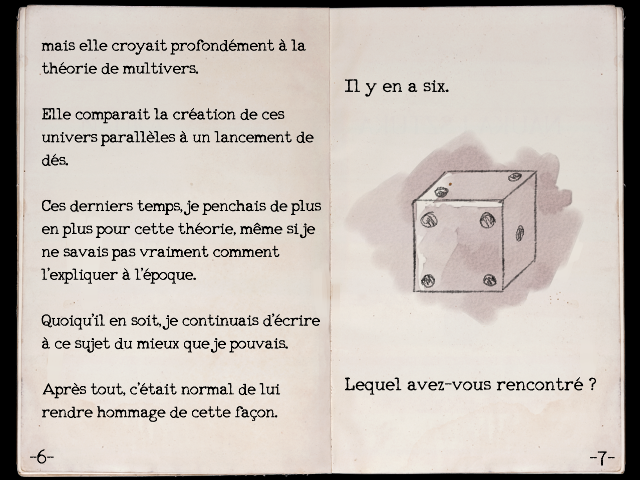 mais elle croyait profondément à la
théorie de multivers.
Elle comparait la création de ces
univers parallèles à un lancement de
dés.
Ces derniers temps, je penchais de plus
en plus pour cette théorie, même si je
ne savais pas vraiment comment
l'expliquer à l'époque.
Quoiqu'il en soit, je continuais d'écrire
à ce sujet du mieux que je pouvais.
Après tout, c'était normal de lui
rendre hommage de cette façon.
-6-
Il y en a six.
Lequel avez-vous rencontré ?
-7-